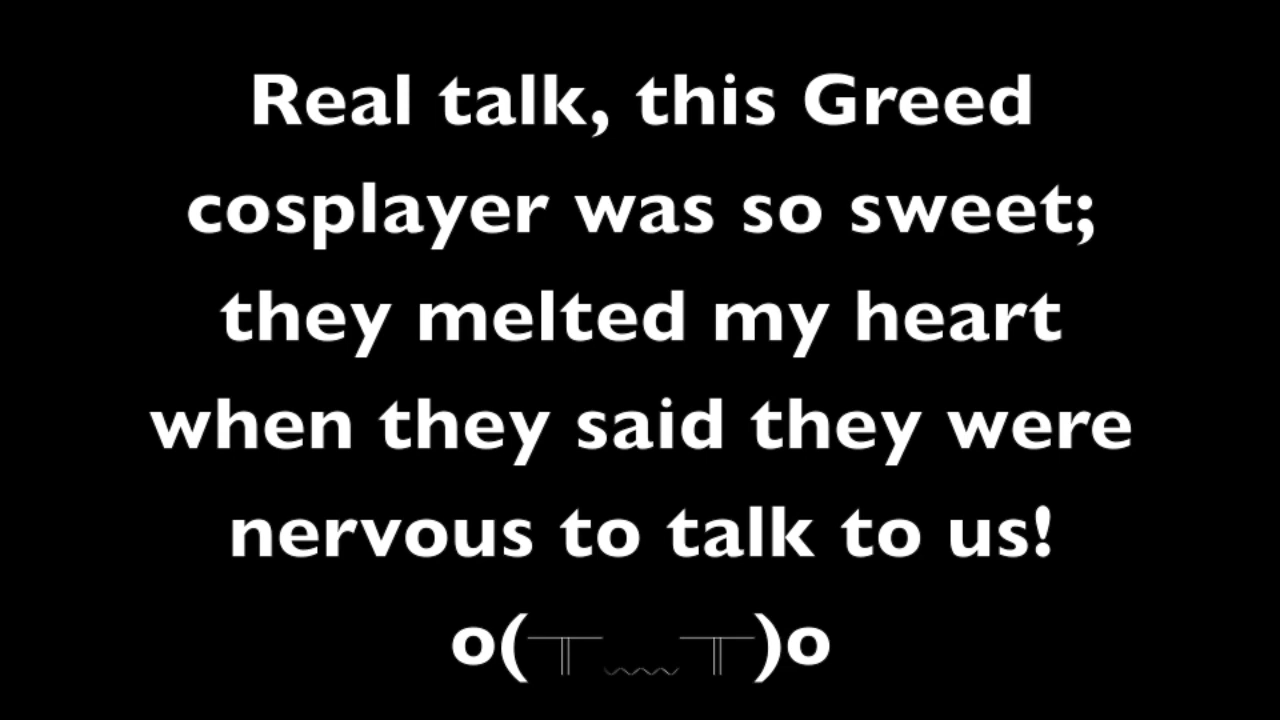 Real talk, this Greed
cosplayer was so sweet;
they melted my heart
when they said they were
nervous to talk to us!
o(╥﹏╥)o